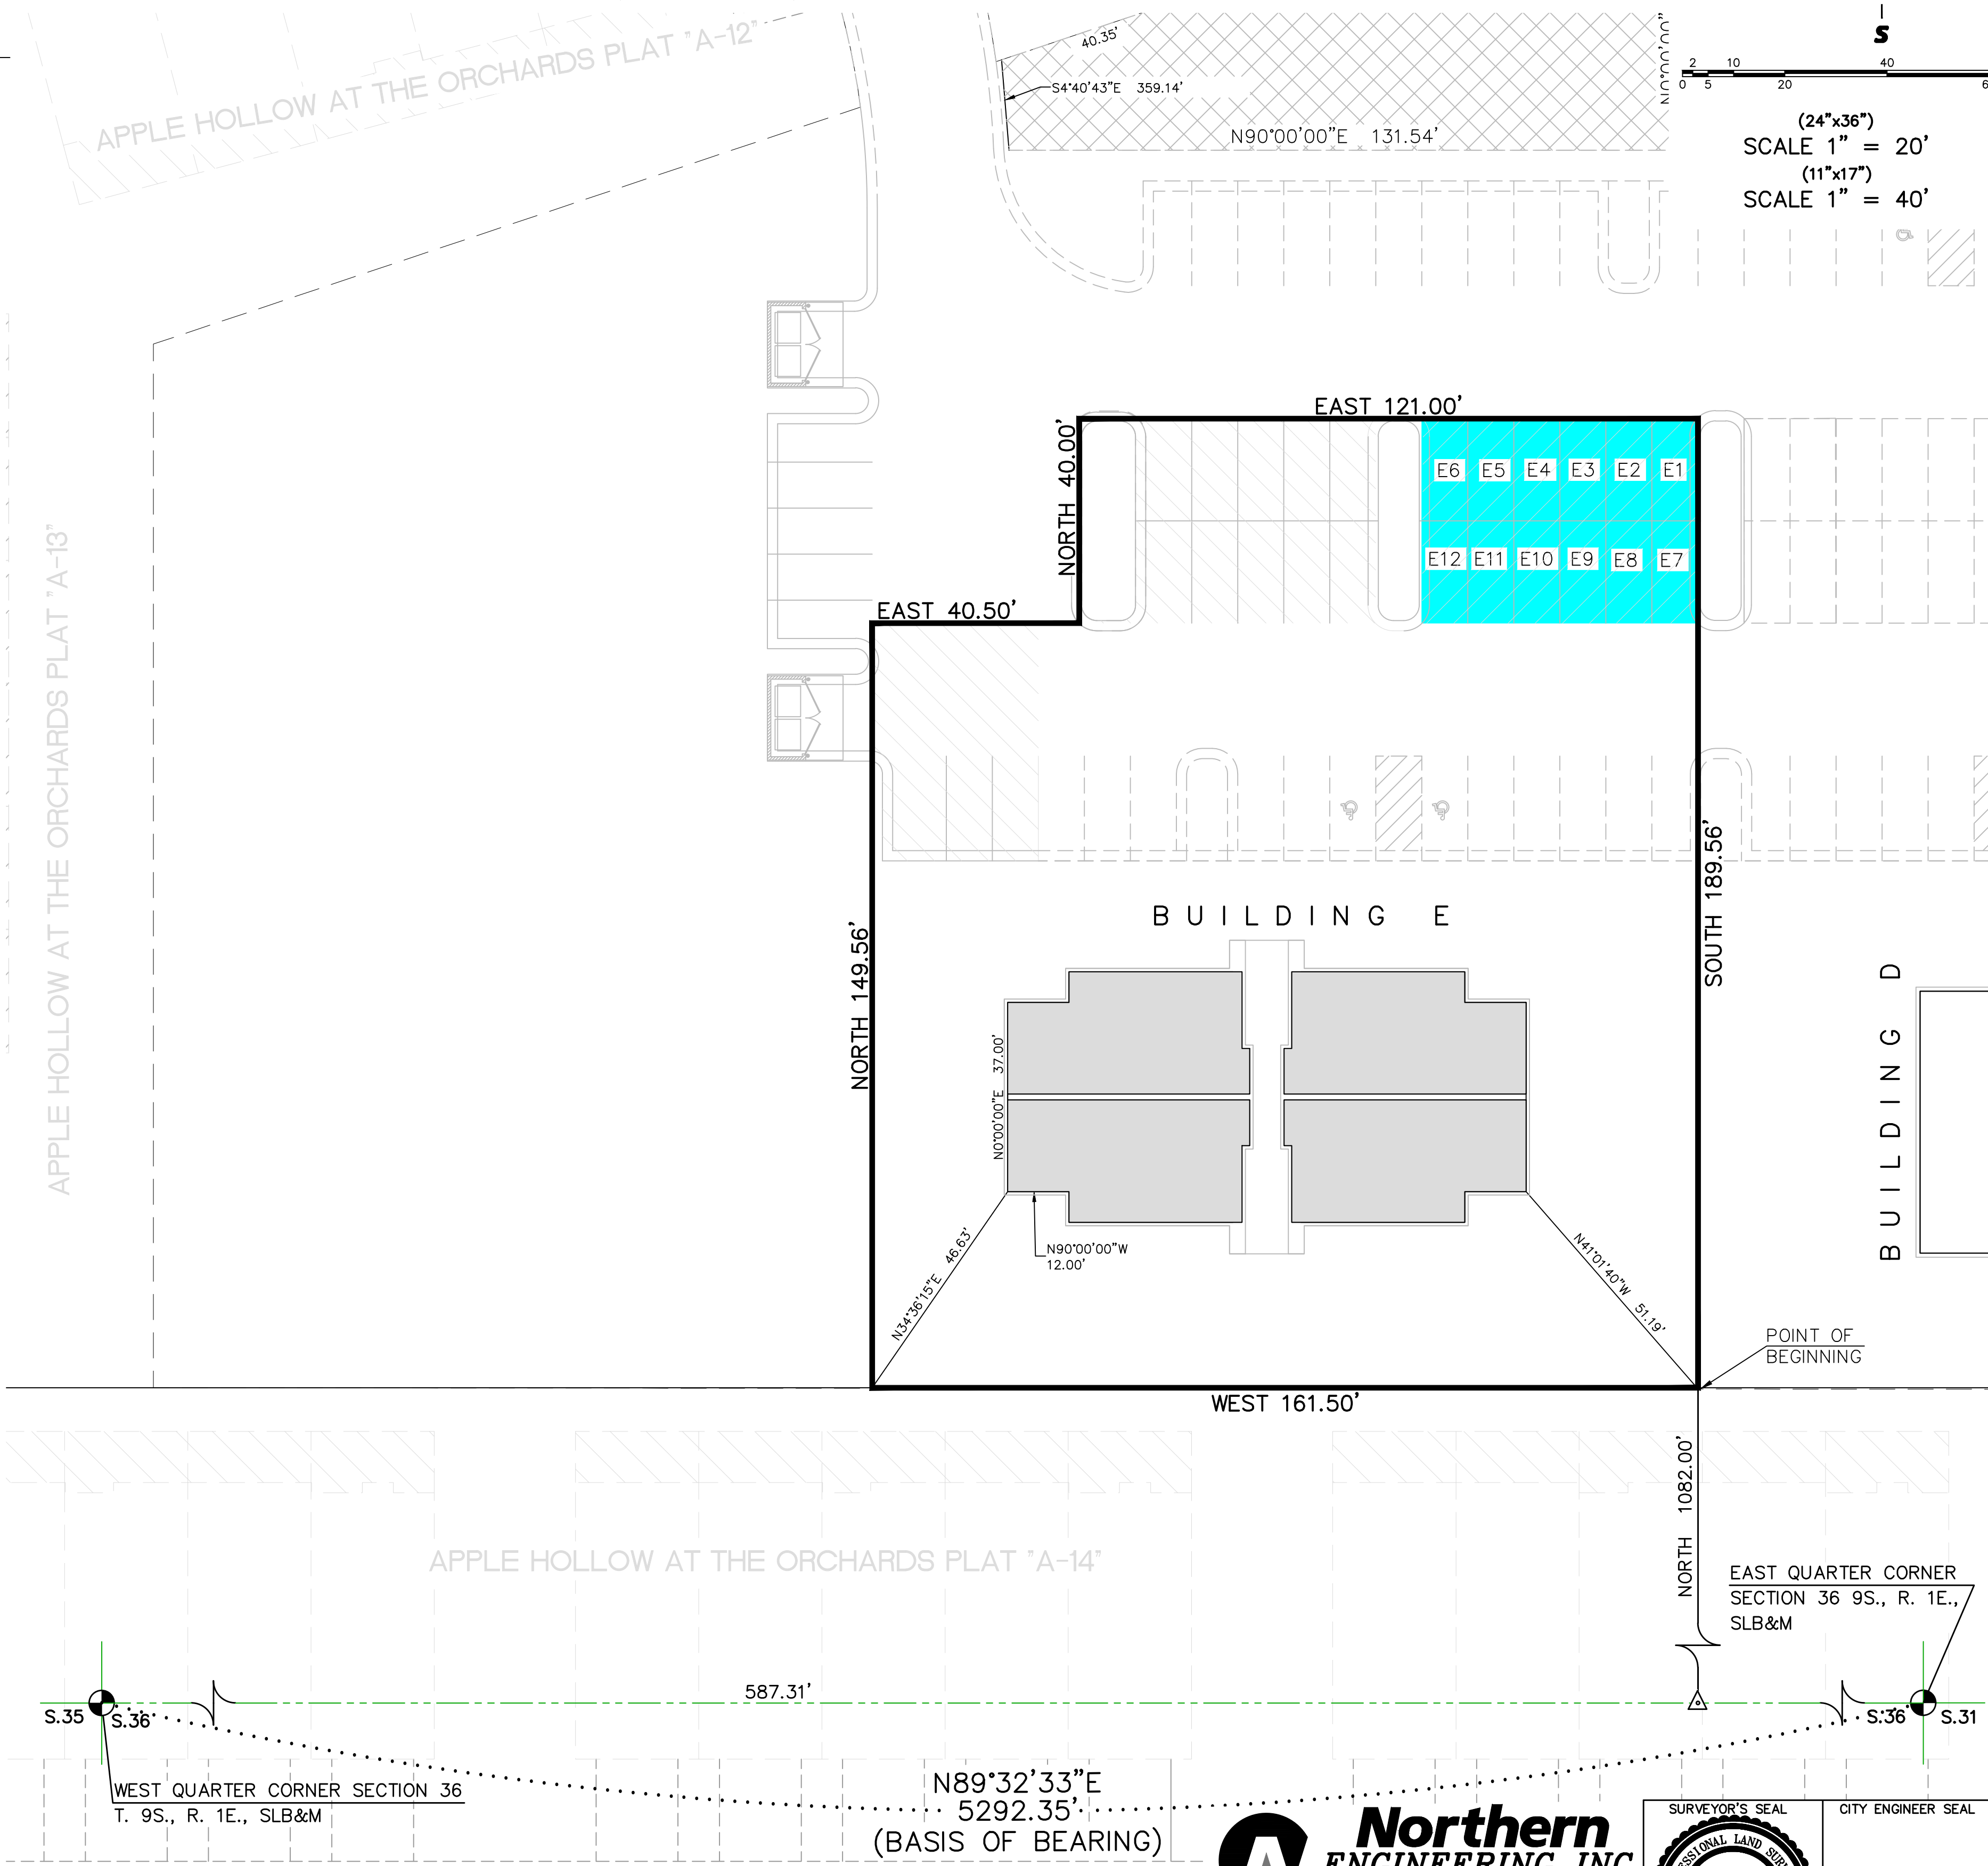 APPLE HOLLOW AT THE ORCHARDS PLAT "A-12"
40.35'
S4°40'43"E 359.14'
N90°00'00"E 131.54'
S
2 10 40
0 5 20
(24"x36")
SCALE 1" = 20'
(11"x17")
SCALE 1" = 40'
EAST 121.00'
NORTH 40.00'
EAST 40.50'
E6 E5 E4 E3 E2 E1
E12 E11 E10 E9 E8 E7
APPLE HOLLOW AT THE ORCHARDS PLAT "A-13"
NORTH 149.56'
SOUTH 189.56'
BUILDING E
BUILDING D
N0°00'00"E 37.00'
N90°00'00"W
12.00'
N34°36'15"E 46.63'
N41°01'40"W 51.19'
POINT OF
BEGINNING
WEST 161.50'
NORTH 1082.00'
APPLE HOLLOW AT THE ORCHARDS PLAT "A-14"
EAST QUARTER CORNER
SECTION 36 9S., R. 1E.,
SLB&M
587.31'
S.35 S.36
S.36 S.31
WEST QUARTER CORNER SECTION 36
T. 9S., R. 1E., SLB&M
N89°32'33"E
5292.35'
(BASIS OF BEARING)
Northern
ENGINEERING INC
SURVEYOR'S SEAL
CITY ENGINEER SEAL
LAND